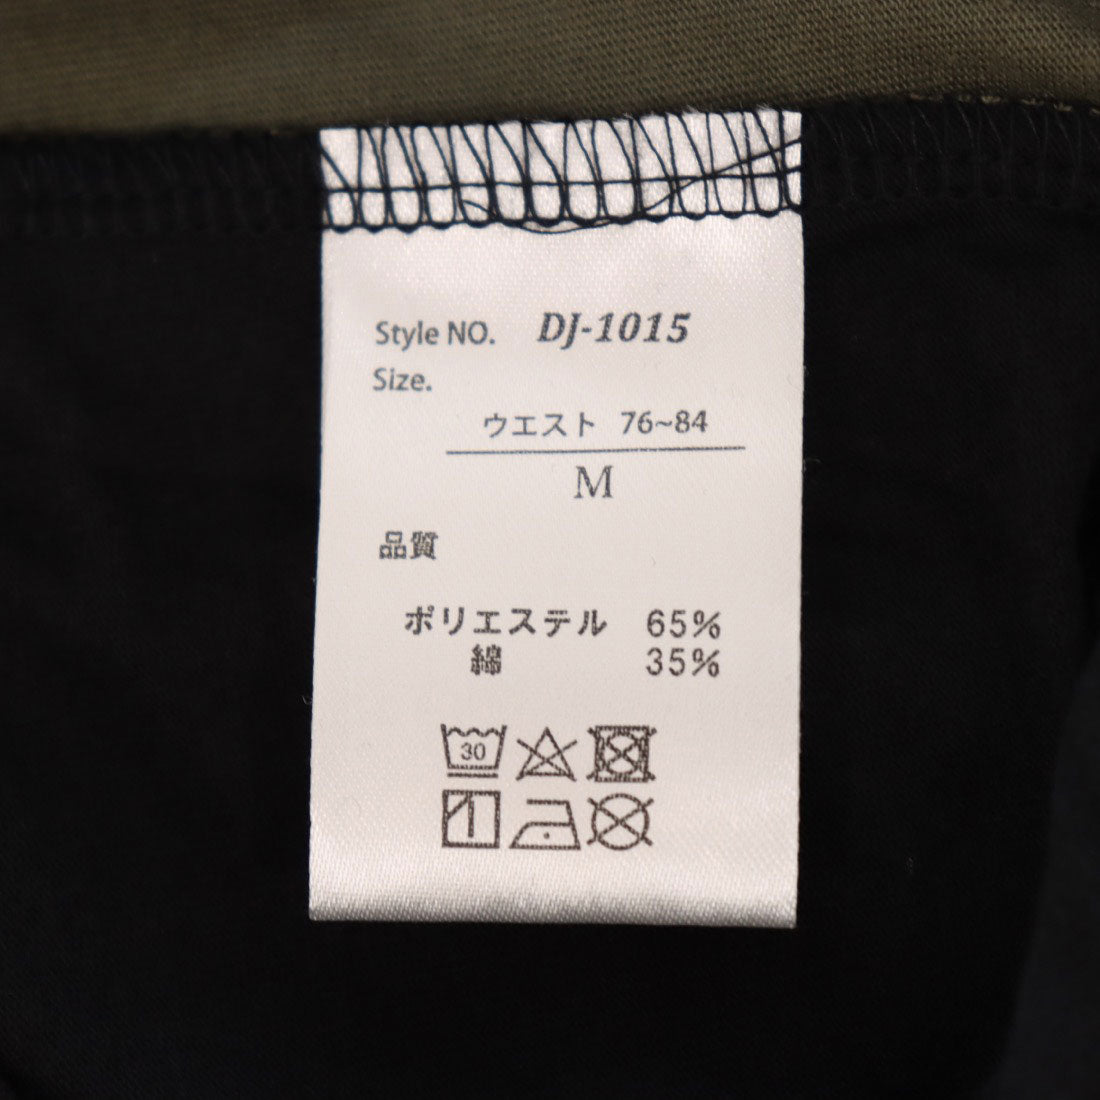 Style NO. DJ-1015
Size.
ウエスト 76~84
M
品質
ポリエステル 65%
綿 35%
30